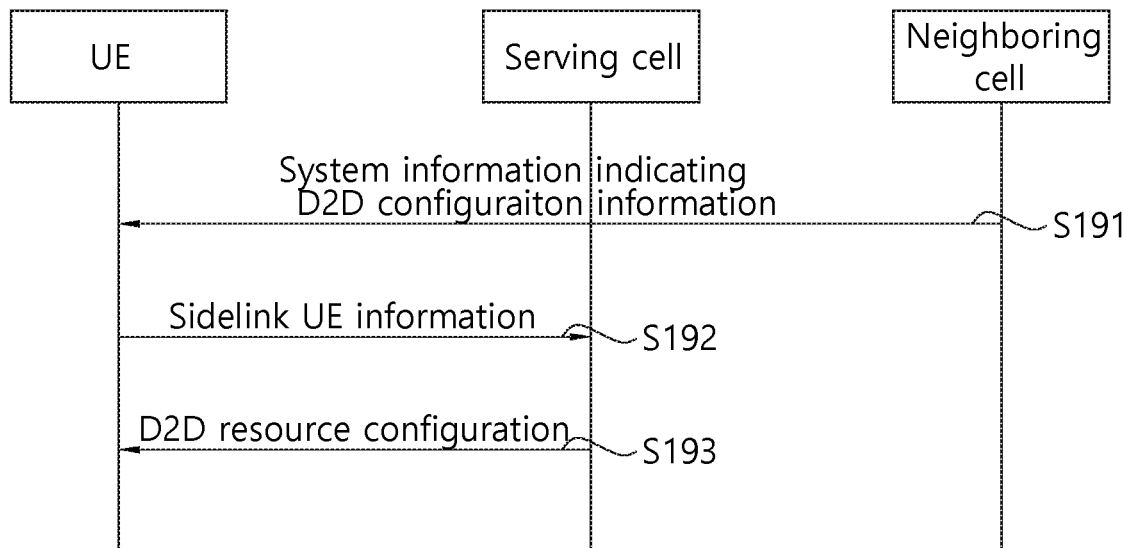 UE
Serving cell
Neighboring
cell
System information indicating
D2D configuraiton information
S191
Sidelink UE information
S192
D2D resource configuration
S193